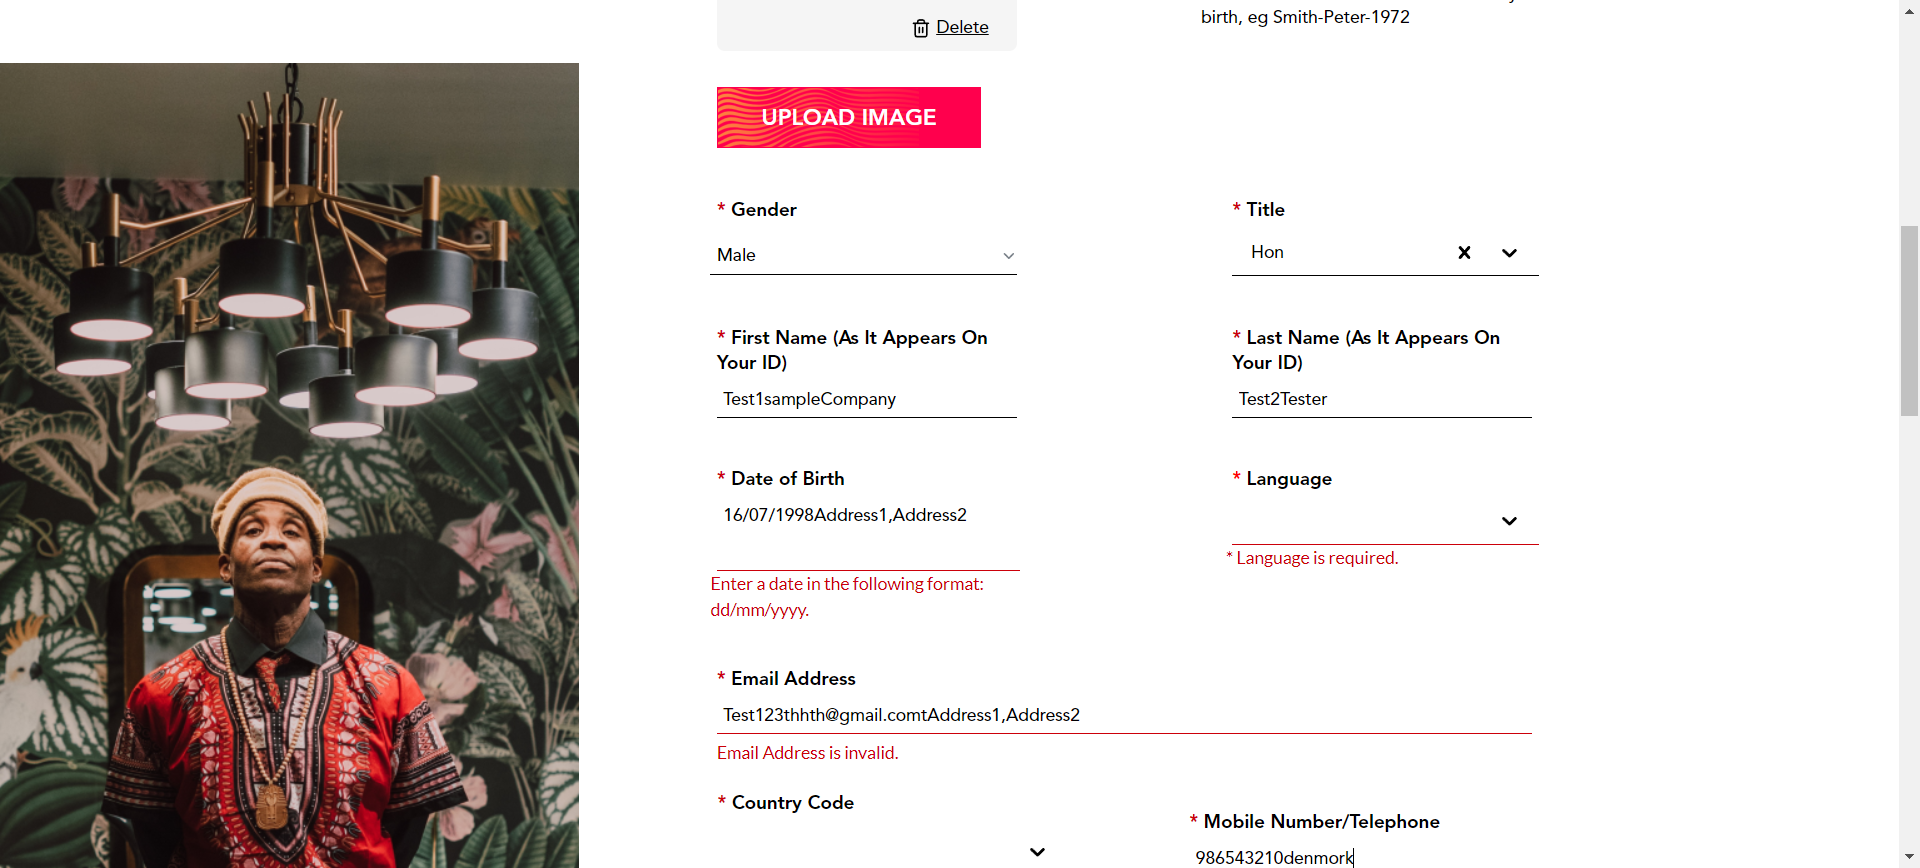 birth, eg Smith-Peter-1972
Delete
UPLOAD IMAGE
* Gender
* Title
Male
Hon
* First Name (As It Appears On
Your ID)
* Last Name (As It Appears On
Your ID)
Test1sampleCompany
Test2Tester
* Date of Birth
* Language
16/07/1998Address1,Address2
* Language is required.
Enter a date in the following format:
dd/mm/yyyy.
* Email Address
Test123thhth@gmail.comtAddress1,Address2
Email Address is invalid.
* Country Code
* Mobile Number/Telephone
986543210denmork